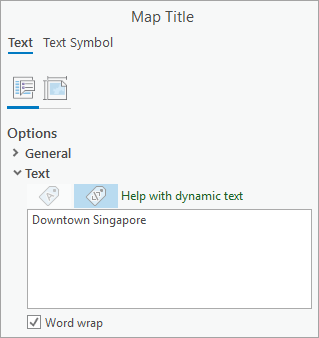 Map Title
Text Text Symbol
Options
General
Text
Help with dynamic text
Downtown Singapore
Word wrap